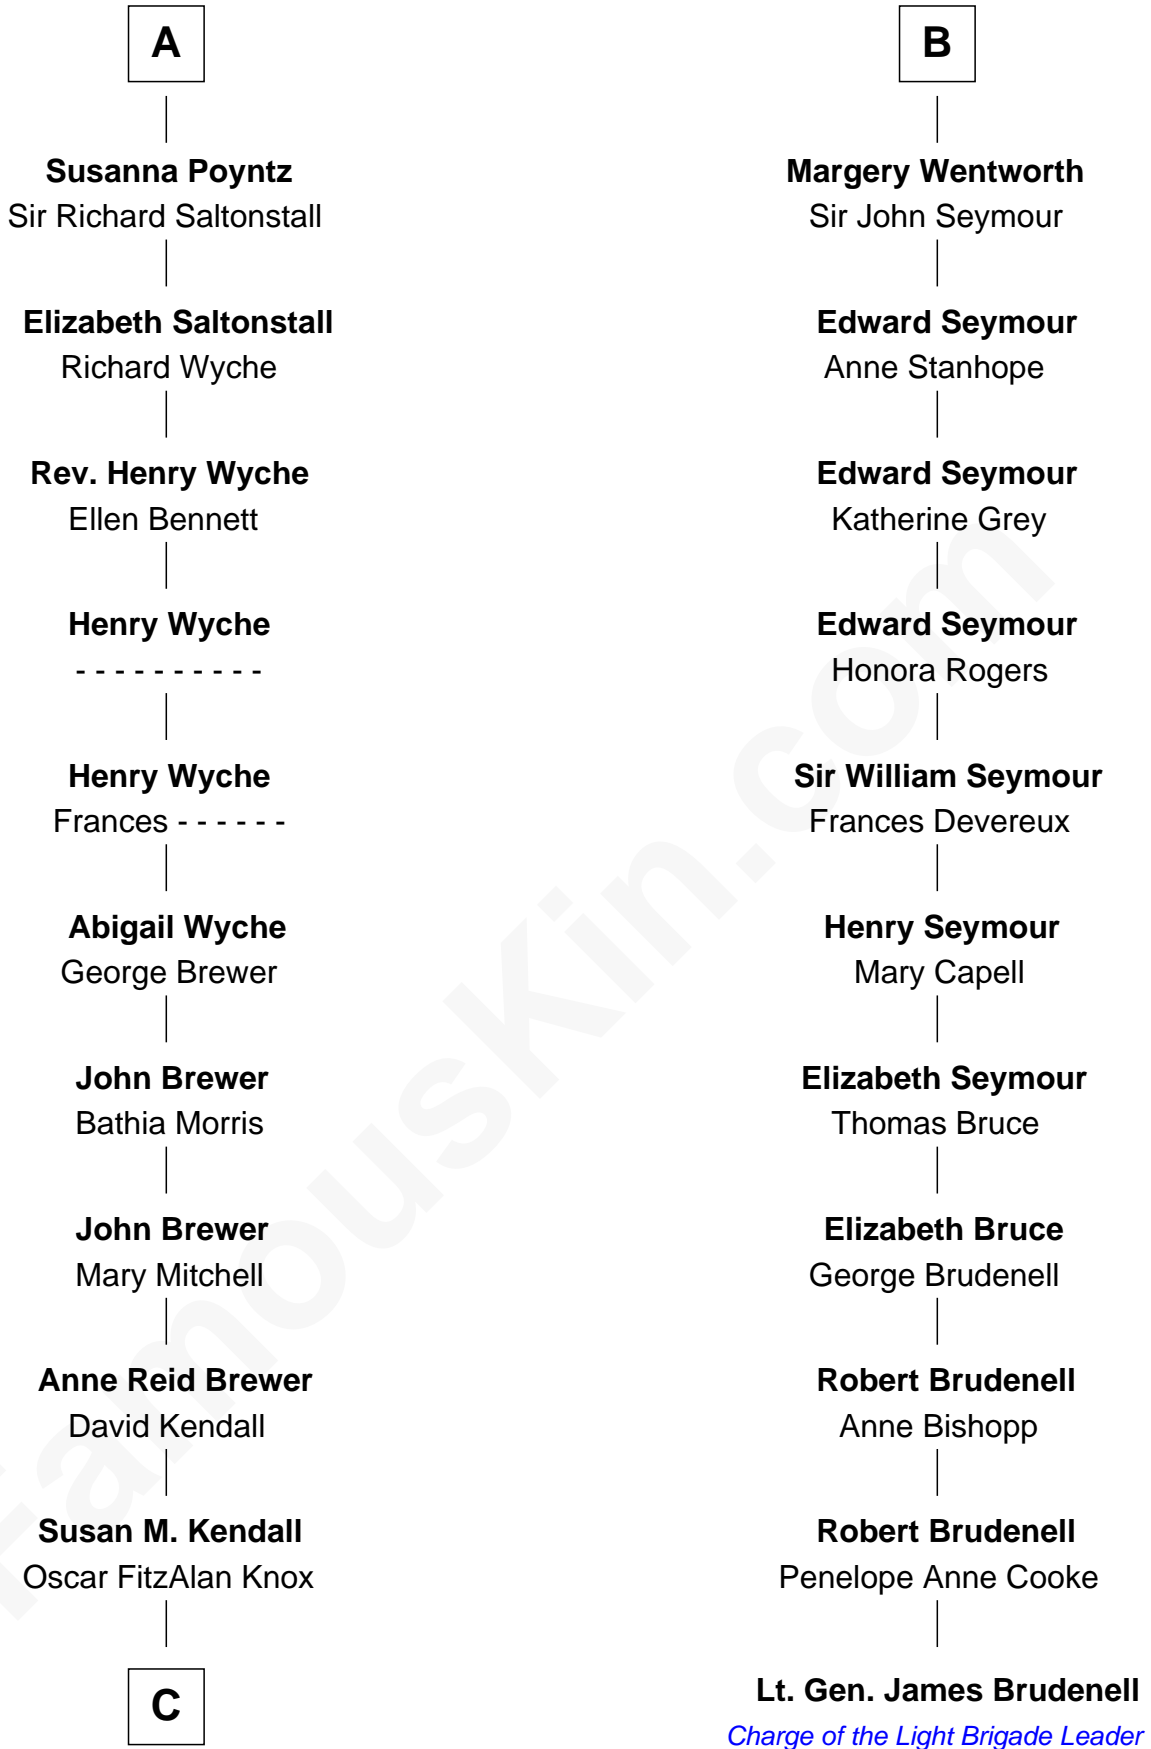 A
Susanna Poyntz
Sir Richard Saltonstall
Elizabeth Saltonstall
Richard Wyche
Rev. Henry Wyche
Ellen Bennett
Henry Wyche
- - - - - - - - - -
Henry Wyche
Frances - - - - - -
Abigail Wyche
George Brewer
John Brewer
Bathia Morris
John Brewer
Mary Mitchell
Anne Reid Brewer
David Kendall
Susan M. Kendall
Oscar FitzAlan Knox
C
B
Margery Wentworth
Sir John Seymour
Edward Seymour
Anne Stanhope
Edward Seymour
Katherine Grey
Edward Seymour
Honora Rogers
Sir William Seymour
Frances Devereux
Henry Seymour
Mary Capell
Elizabeth Seymour
Thomas Bruce
Elizabeth Bruce
George Brudenell
Robert Brudenell
Anne Bishopp
Robert Brudenell
Penelope Anne Cooke
Lt. Gen. James Brudenell
Charge of the Light Brigade Leader
FamousKin.com